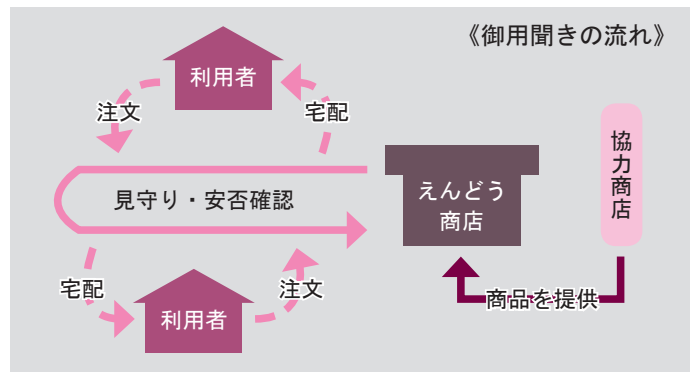 《御用聞きの流れ》
利用者
注文
宅配
見守り・安否確認
えんどう
商店
協力商店
宅配
注文
利用者
商品を提供